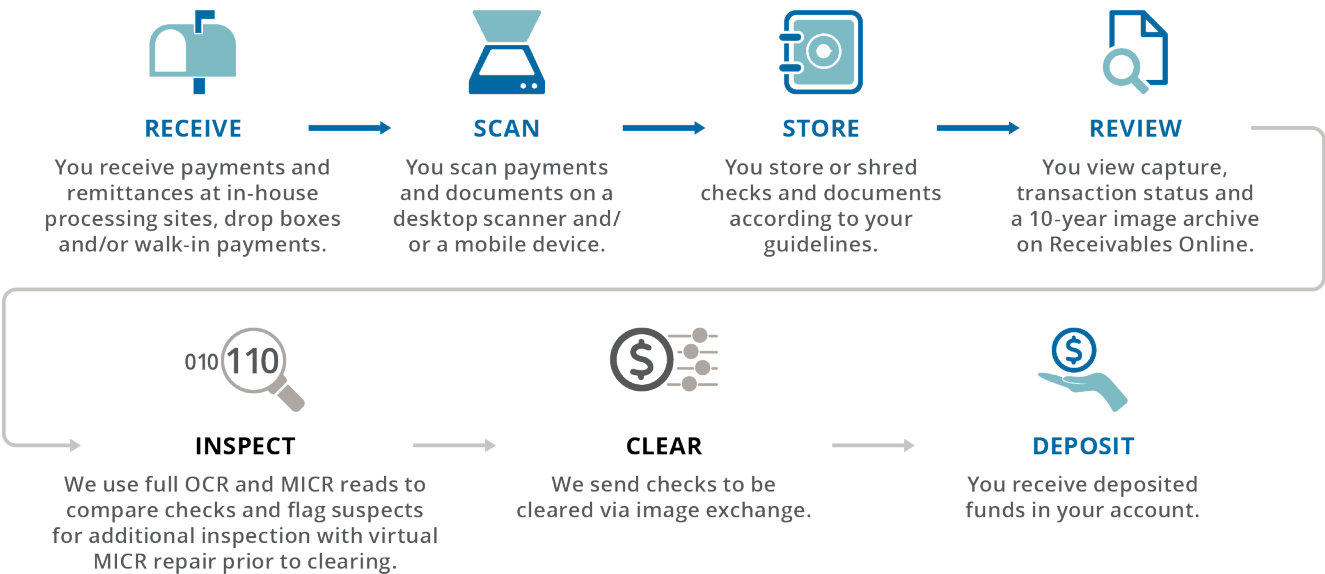 RECEIVE
You receive payments and
remittances at in-house
processing sites, drop boxes
and/or walk-in payments.
SCAN
You scan payments
and documents on a
desktop scanner and/
or a mobile device.
STORE
You store or shred
checks and documents
according to your
guidelines.
REVIEW
You view capture,
transaction status and
a 10-year image archive
on Receivables Online.
010 110
INSPECT
We use full OCR and MICR reads to
compare checks and flag suspects
for additional inspection with virtual
MICR repair prior to clearing.
$
CLEAR
We send checks to be
cleared via image exchange.
$
DEPOSIT
You receive deposited
funds in your account.